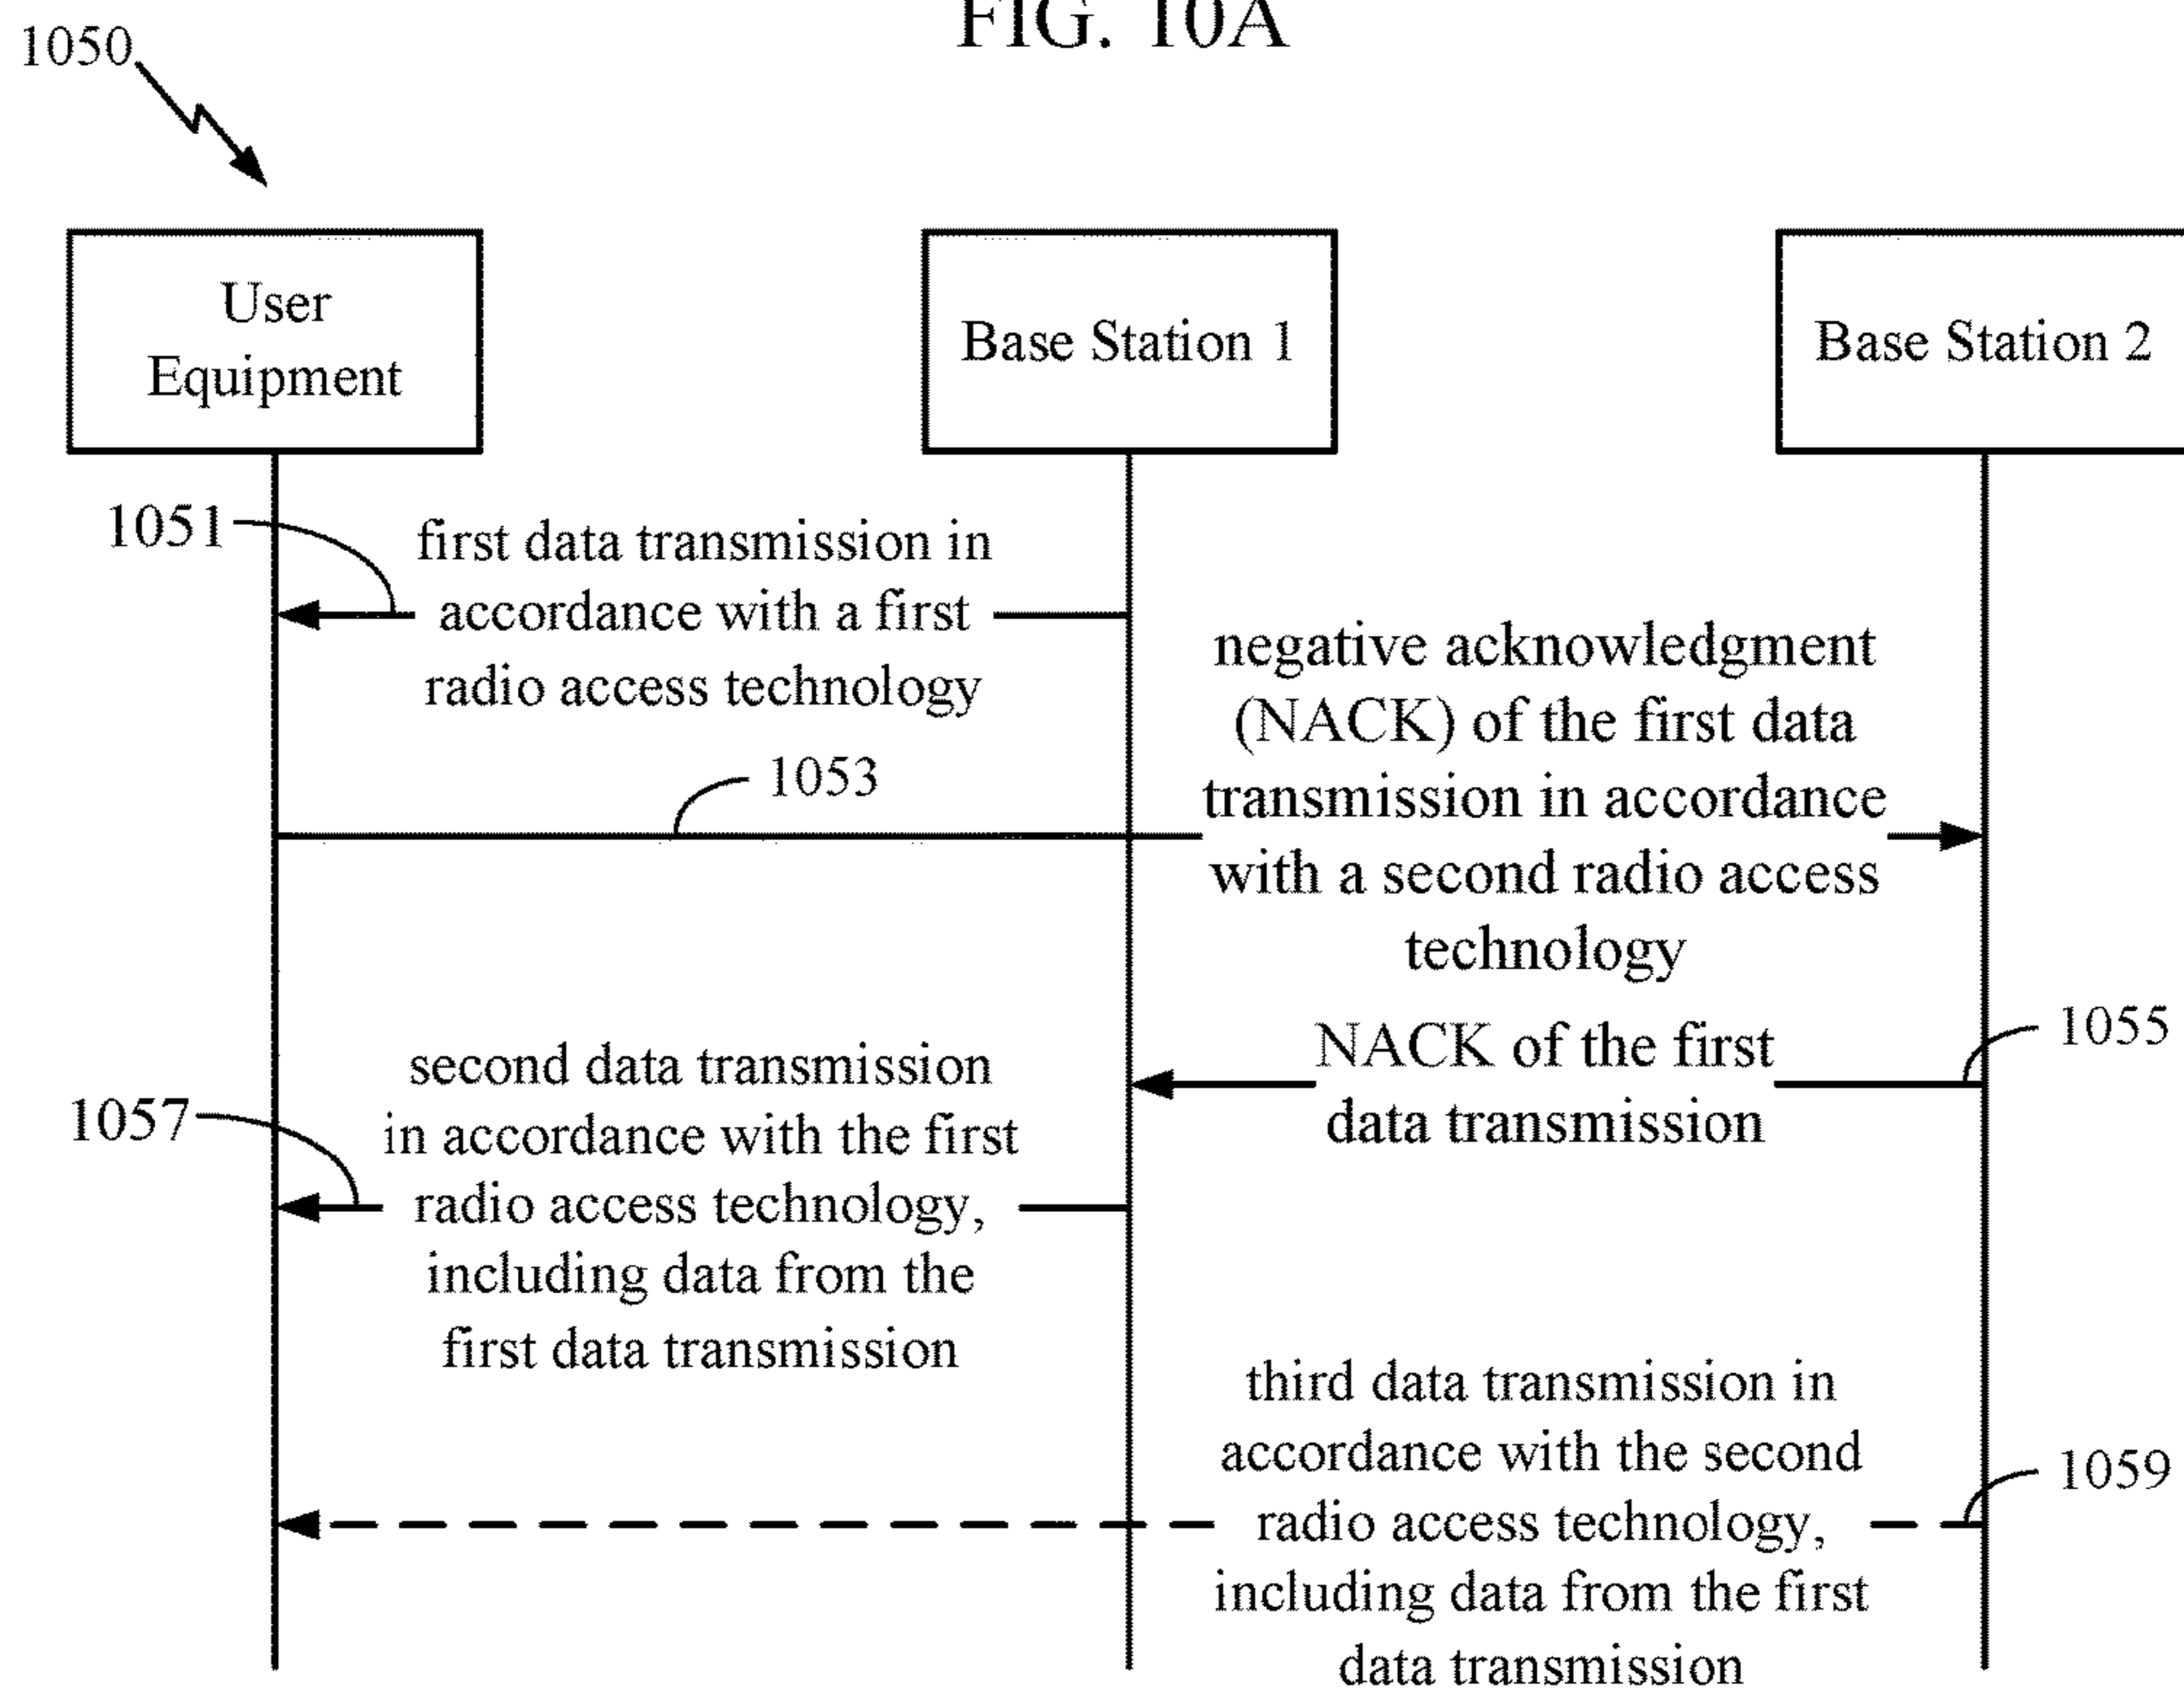 FIG. 10A
1050
User
Equipment
Base Station 1
Base Station 2
1051
first data transmission in
accordance with a first
radio access technology
negative acknowledgment
(NACK) of the first data
transmission in accordance
with a second radio access
technology
1053
NACK of the first
data transmission
1055
1057
second data transmission
in accordance with the first
radio access technology,
including data from the
first data transmission
third data transmission in
accordance with the second
radio access technology,
including data from the first
data transmission
1059